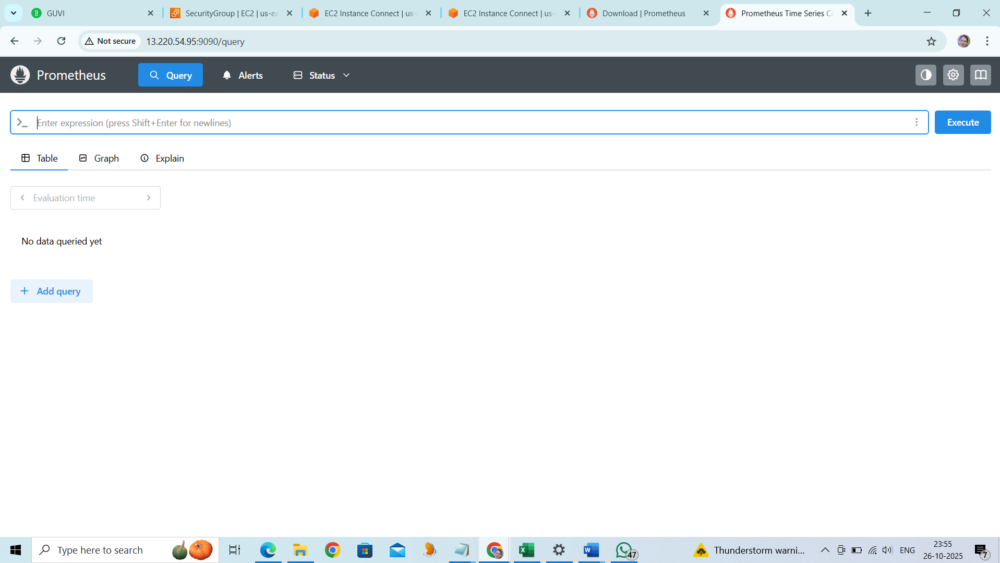 GUVI
SecurityGroup | EC2 | us-ea
EC2 Instance Connect | us-
EC2 Instance Connect | us-
Download | Prometheus
Prometheus Time Series Co
Not secure
13.220.54.95:9090/query
Prometheus
Query
Alerts
Status
Enter expression (press Shift+Enter for newlines)
Execute
Table
Graph
Explain
Evaluation time
No data queried yet
Add query
Type here to search
47
Thunderstorm warni...
ENG
23:55
26-10-2025
7